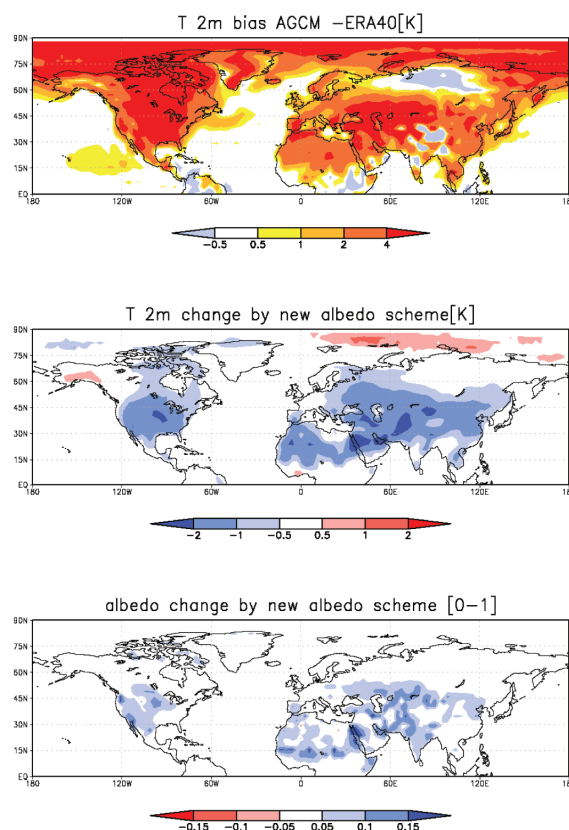 T 2m bias AGCM -ERA40[K]
90N
75N
60N
45N
30N
15N
EQ
180 120W 60W 0 60E 120E 18
-0.5 0.5 1 2 4
T 2m change by new albedo scheme[K]
90N
75N
60N
45N
30N
15N
EQ
180 120W 60W 0 60E 120E 18
-2 -1 -0.5 0.5 1 2
albedo change by new albedo scheme [0-1]
90N
75N
60N
45N
30N
15N
EQ
180 120W 60W 0 60E 120E 18
-0.15 -0.1 -0.05 0.05 0.1 0.15